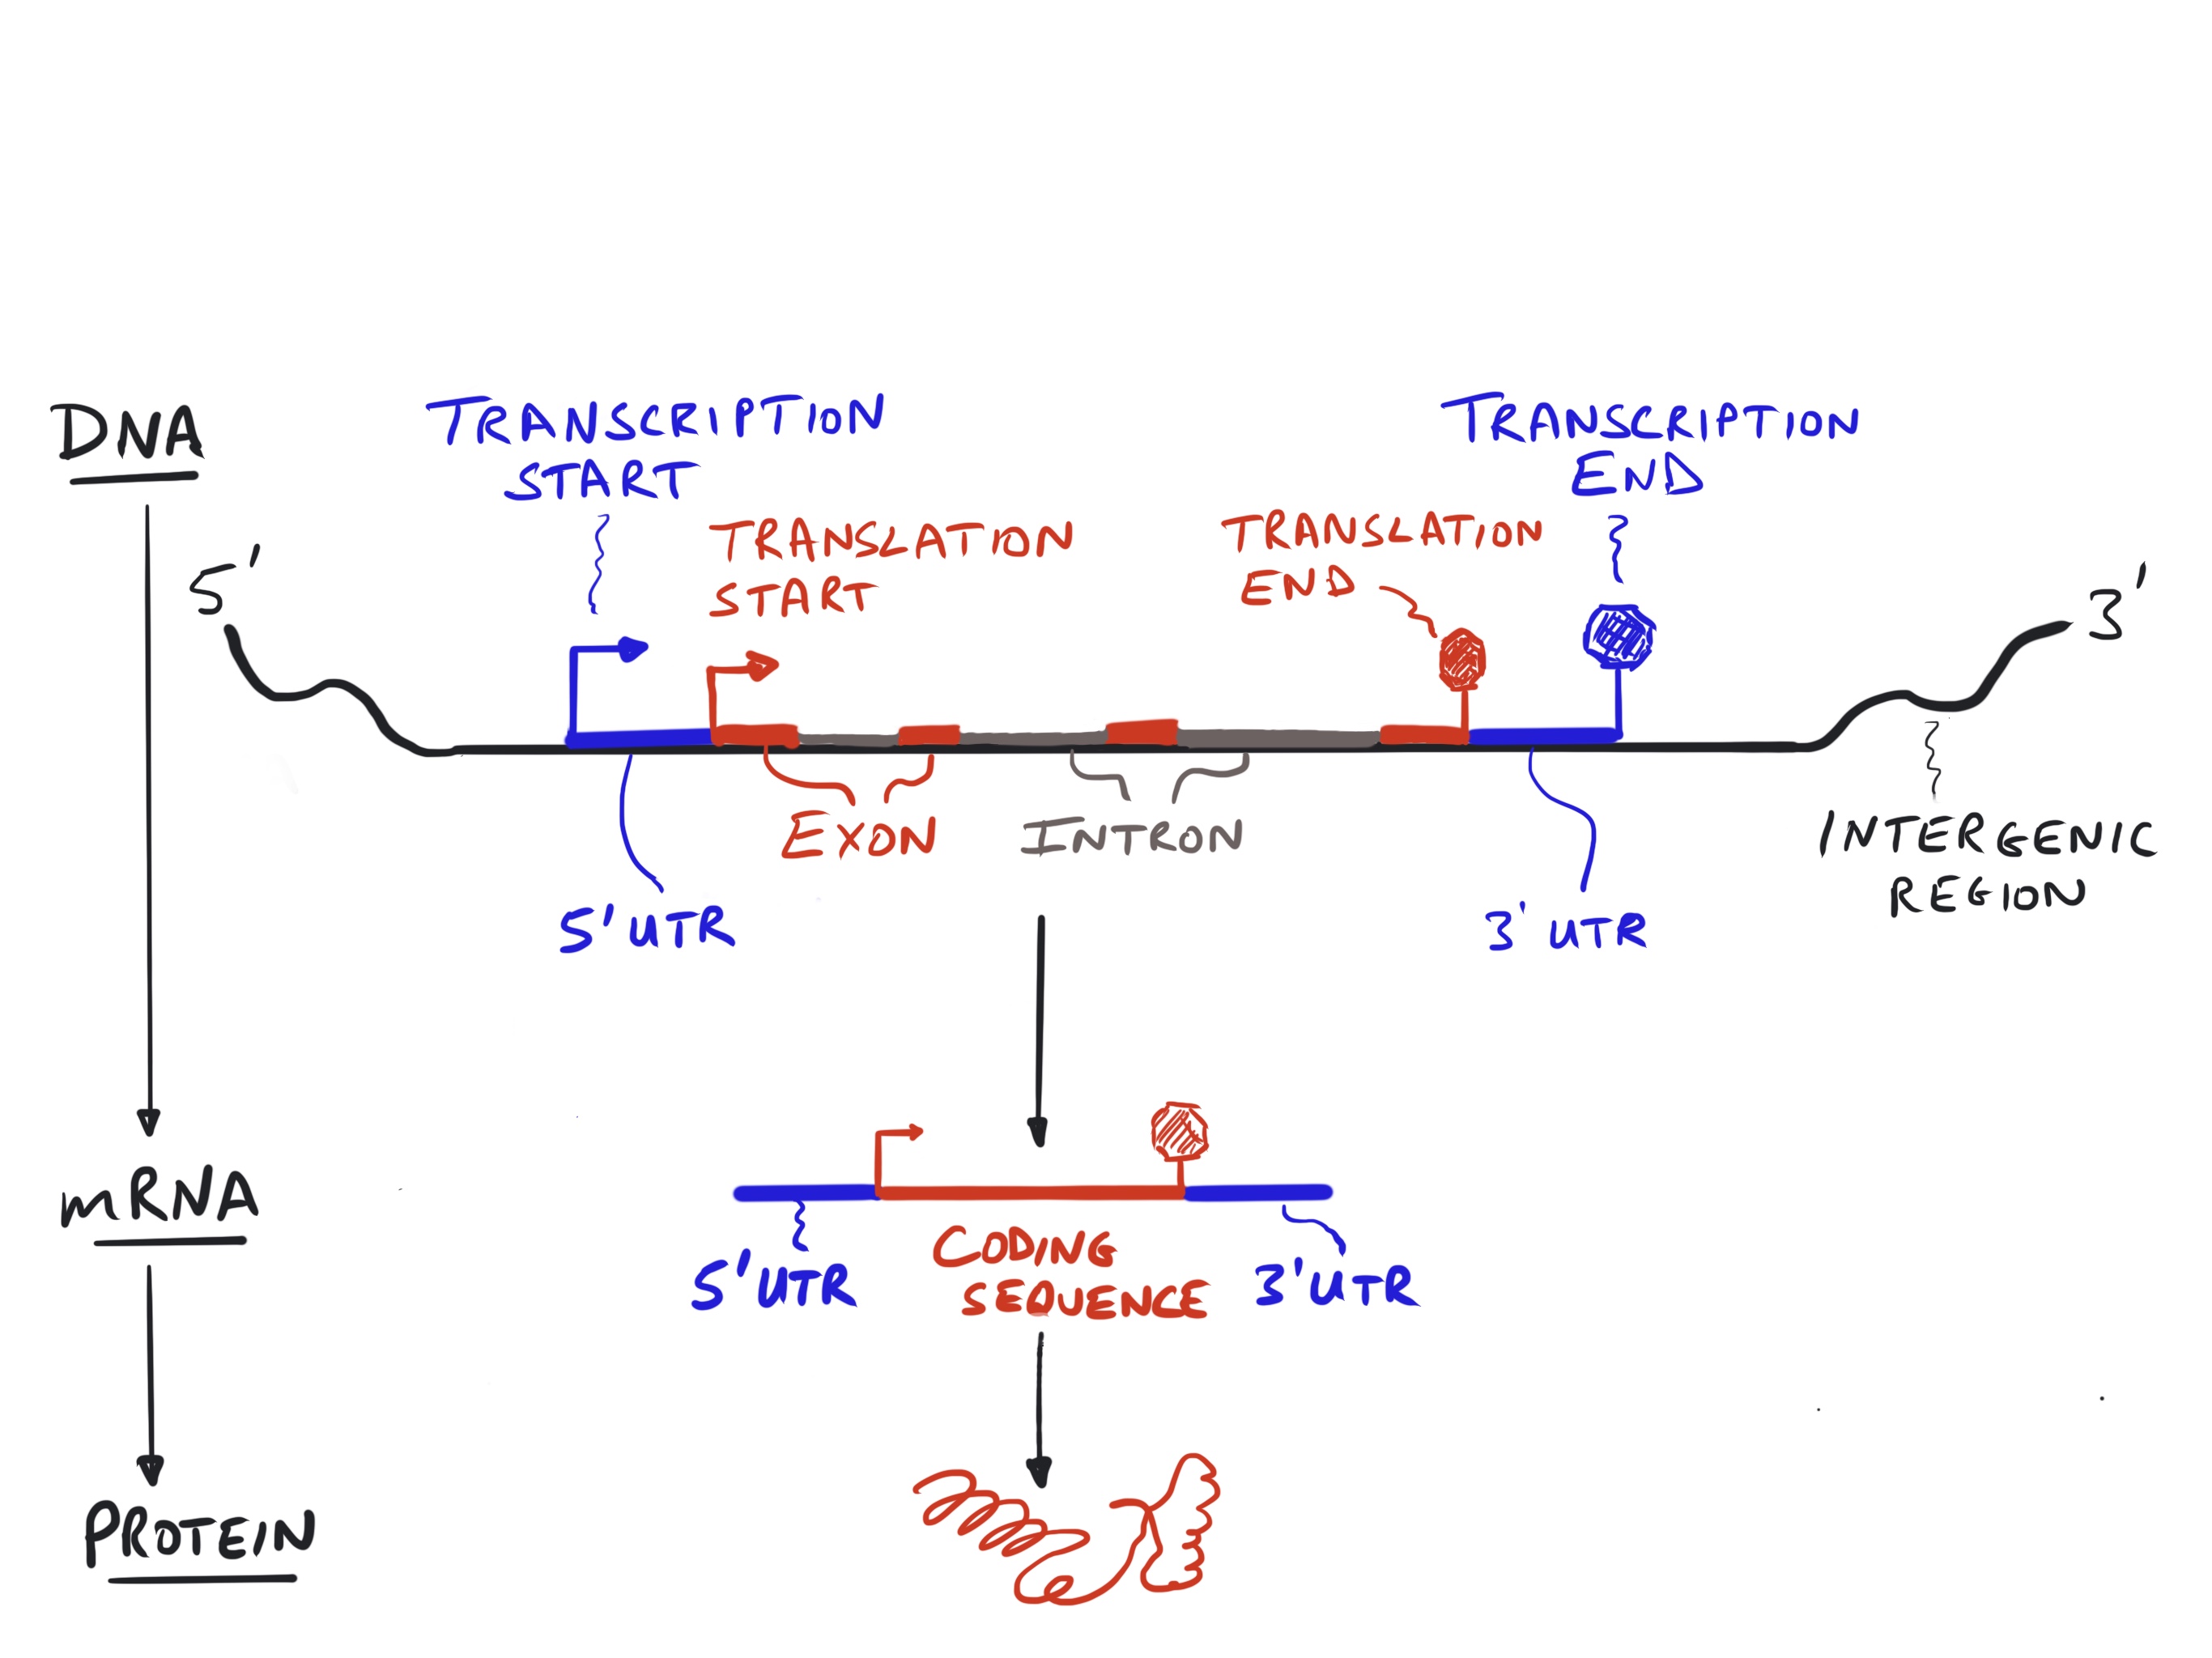 DNA
TRANSCRIPTION
START
TRANSCRIPTION
END
TRANSLATION
START
TRANSLATION
END
5'
3'
EXON
INTRON
INTERGENIC
REGION
5' UTR
3' UTR
mRNA
5' UTR
CODING
SEQUENCE
3' UTR
PROTEIN